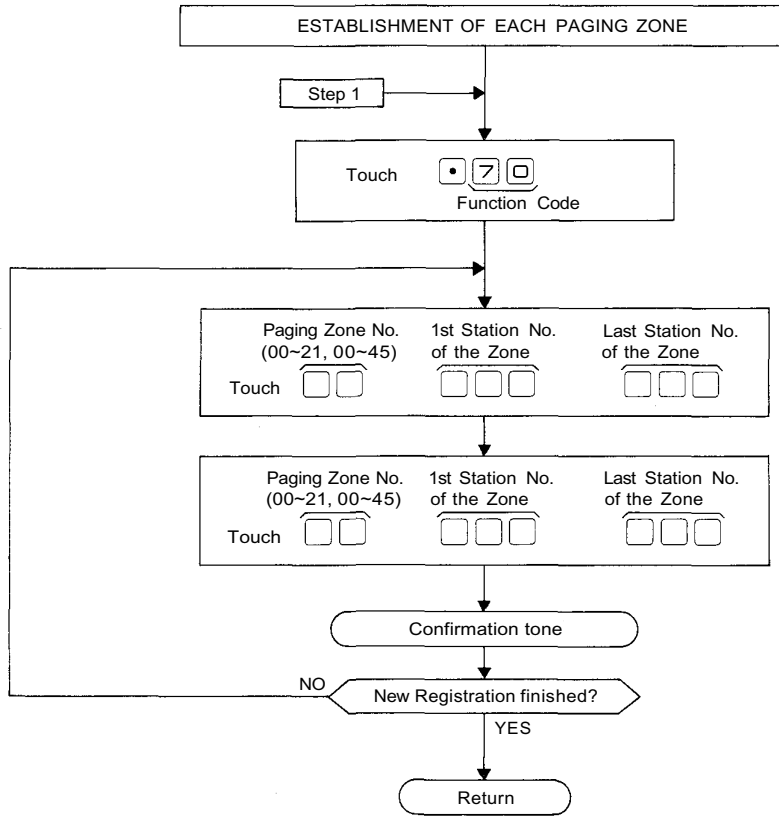 ESTABLISHMENT OF EACH PAGING ZONE
Step 1
Touch • 7 0
Function Code
Paging Zone No. 1st Station No. Last Station No.
(00~21, 00~45) of the Zone of the Zone
Touch
Paging Zone No. 1st Station No. Last Station No.
(00~21, 00~45) of the Zone of the Zone
Touch
Confirmation tone
NO
New Registration finished?
YES
Return